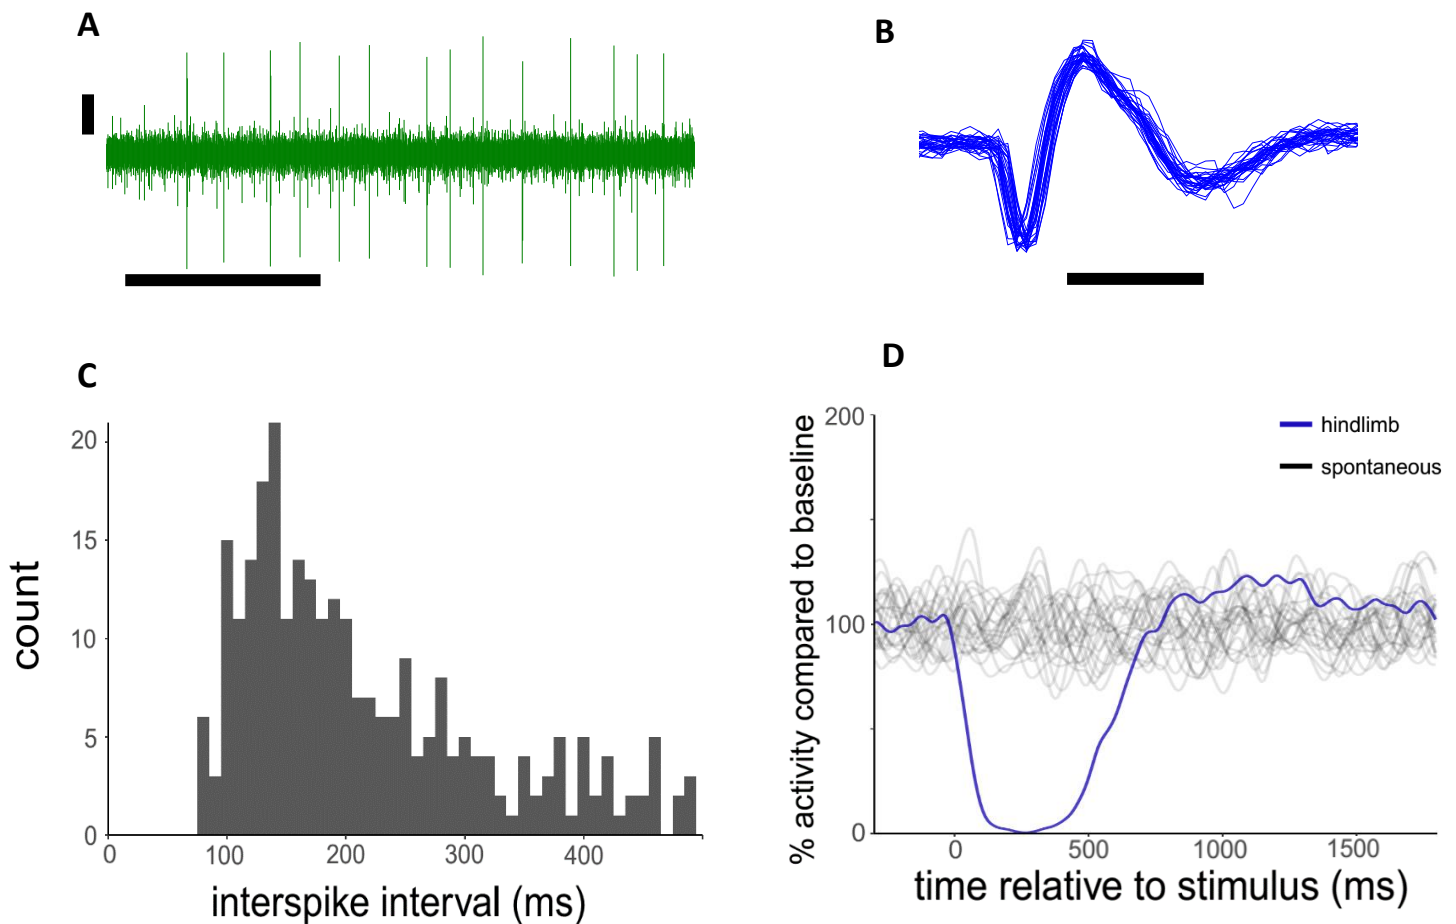 A
B
C
count
20
15
10
5
0
0
100
200
300
400
interspike interval (ms)
D
% activity compared to baseline
200
100
0
hindlimb
spontaneous
0
500
1000
1500
time relative to stimulus (ms)